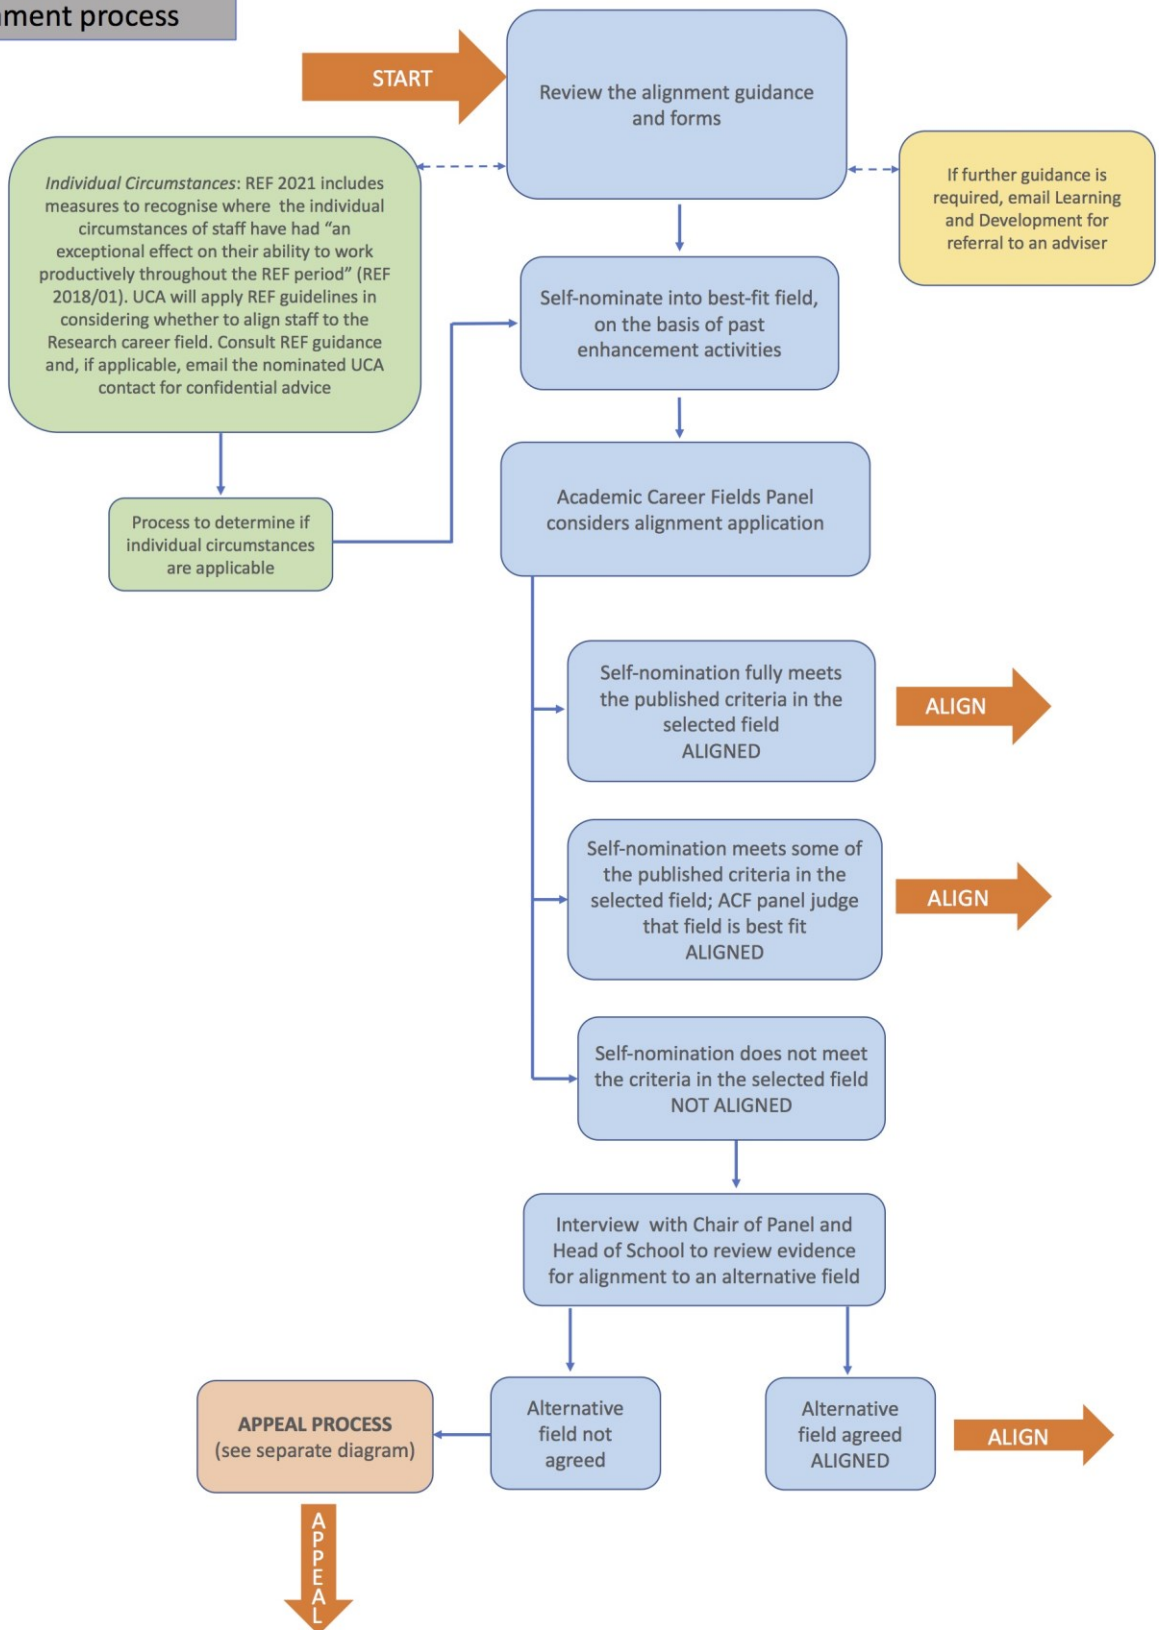 ment process
START
Review the alignment guidance
and forms
Individual Circumstances: REF 2021 includes
measures to recognise where the individual
circumstances of staff have had “an
exceptional effect on their ability to work
productively throughout the REF period” (REF
2018/01). UCA will apply REF guidelines in
considering whether to align staff to the
Research career field. Consult REF guidance
and, if applicable, email the nominated UCA
contact for confidential advice
If further guidance is
required, email Learning
and Development for
referral to an adviser
Self-nominate into best-fit field,
on the basis of past
enhancement activities
Process to determine if
individual circumstances
are applicable
Academic Career Fields Panel
considers alignment application
Self-nomination fully meets
the published criteria in the
selected field
ALIGNED
ALIGN
Self-nomination meets some of
the published criteria in the
selected field; ACF panel judge
that field is best fit
ALIGNED
ALIGN
Self-nomination does not meet
the criteria in the selected field
NOT ALIGNED
Interview with Chair of Panel and
Head of School to review evidence
for alignment to an alternative field
APPEAL PROCESS
(see separate diagram)
Alternative
field not
agreed
Alternative
field agreed
ALIGNED
ALIGN
APPEAL